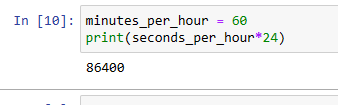 In [10]: minutes_per_hour = 60
print(seconds_per_hour*24)
86400